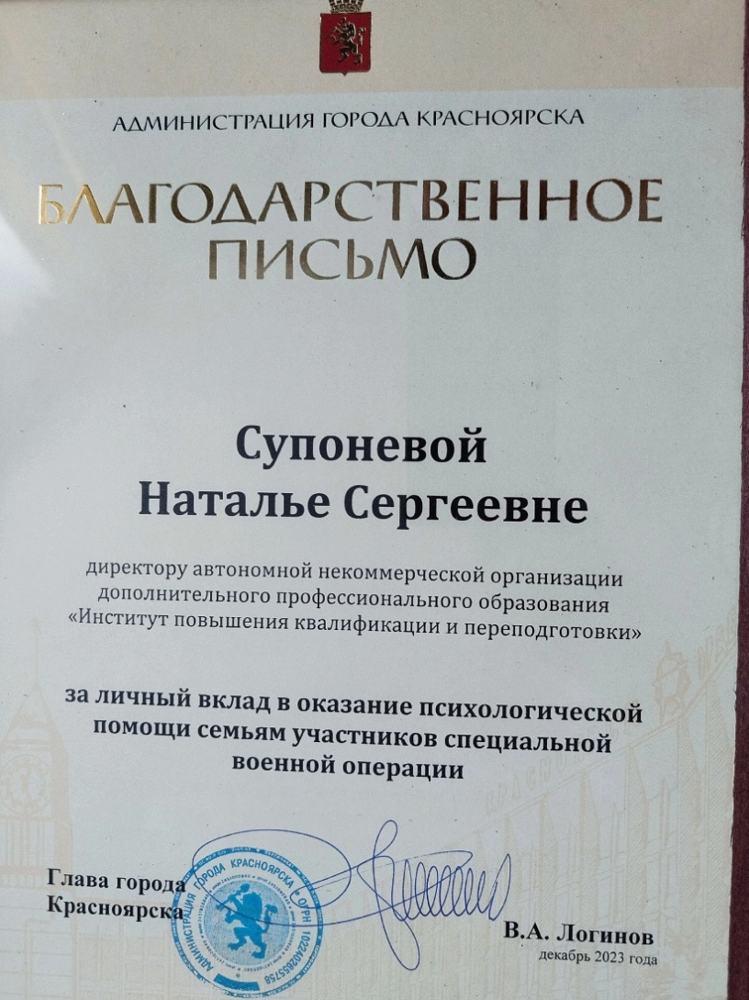 АДМИНИСТРАЦИЯ ГОРОДА КРАСНОЯРСКА
БЛАГОДАРСТВЕННОЕ
ПИСЬМО
Супоневой
Наталье Сергеевне
директору автономной некоммерческой организации
дополнительного профессионального образования
«Институт повышения квалификации и переподготовки»
за личный вклад в оказание психологической
помощи семьям участников специальной
военной операции
Глава города
Красноярска
АДМИНИСТРАЦИЯ ГОРОДА КРАСНОЯРСКА * ОГРН 1022402655758
В.А. Логинов
декабрь 2023 года